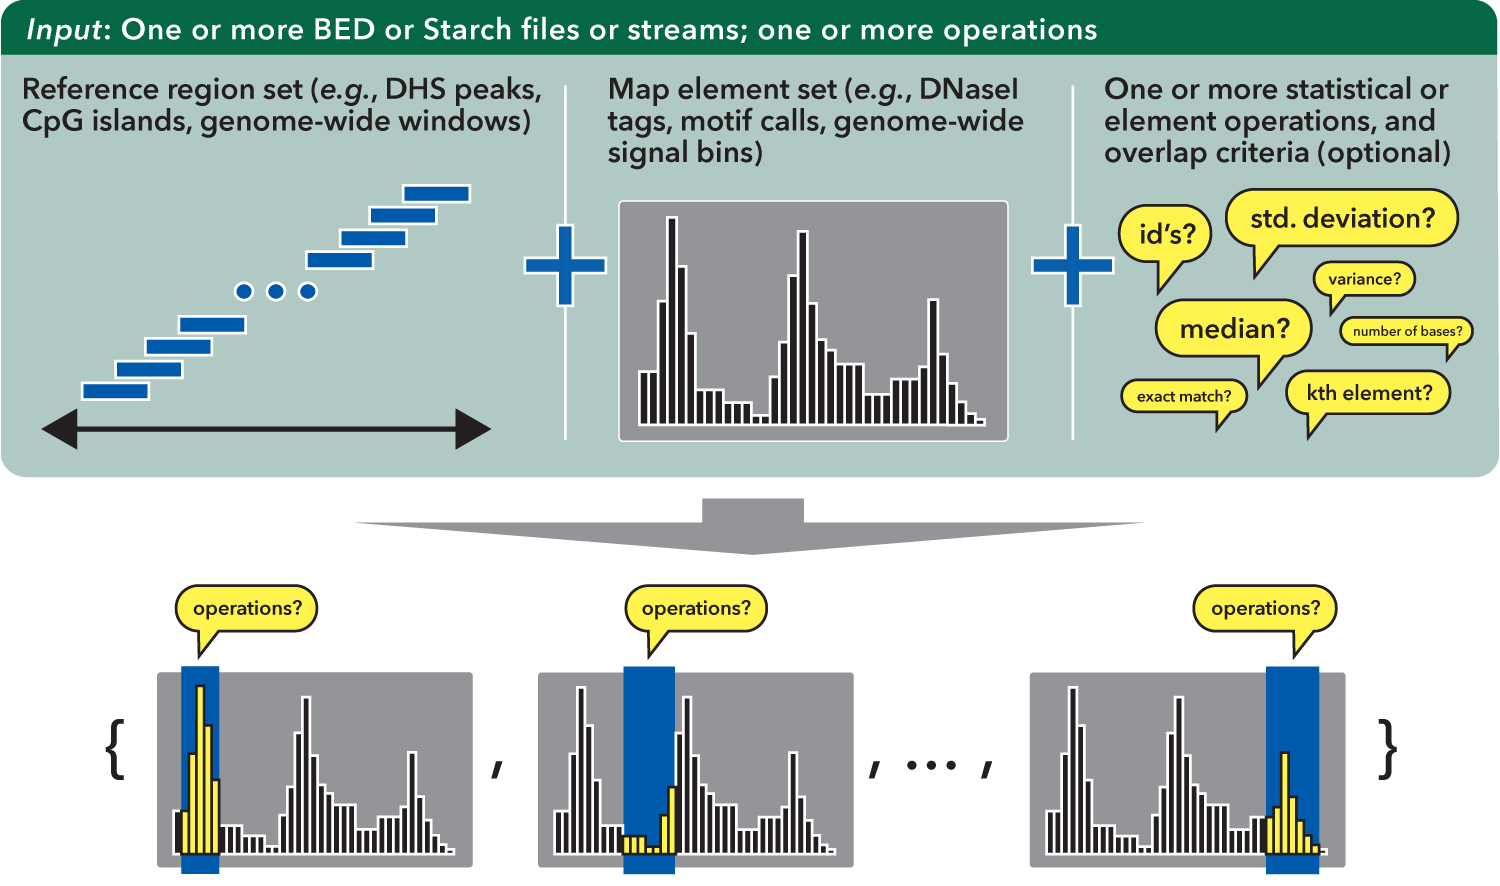 Input: One or more BED or Starch files or streams; one or more operations
Reference region set (e.g., DHS peaks,
CpG islands, genome-wide windows)
Map element set (e.g., DNaseI
tags, motif calls, genome-wide
signal bins)
One or more statistical or
element operations, and
overlap criteria (optional)
id's?
std. deviation?
variance?
median?
number of bases?
exact match?
kth element?
operations?
operations?
operations?
{ , , ... , }